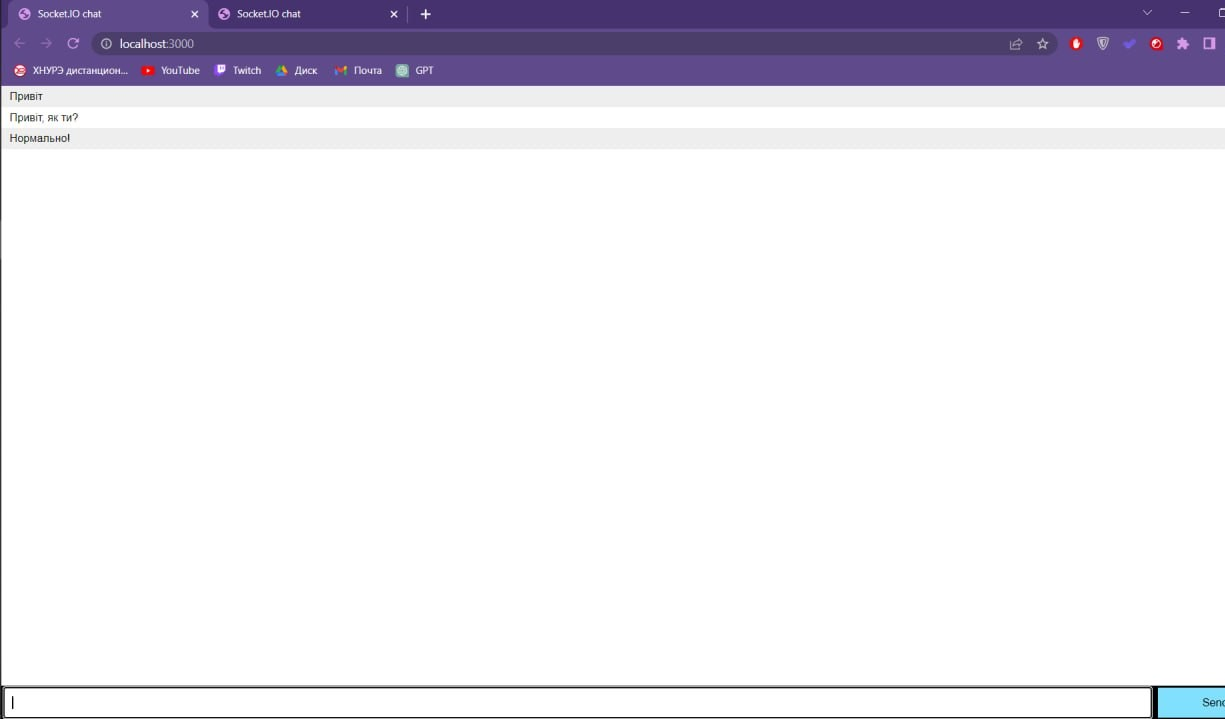 Socket.IO chat
Socket.IO chat
localhost:3000
ХНУРЭ дистанцион... YouTube Twitch Диск Почта GPT
Привіт
Привіт, як ти?
Нормально!
Send